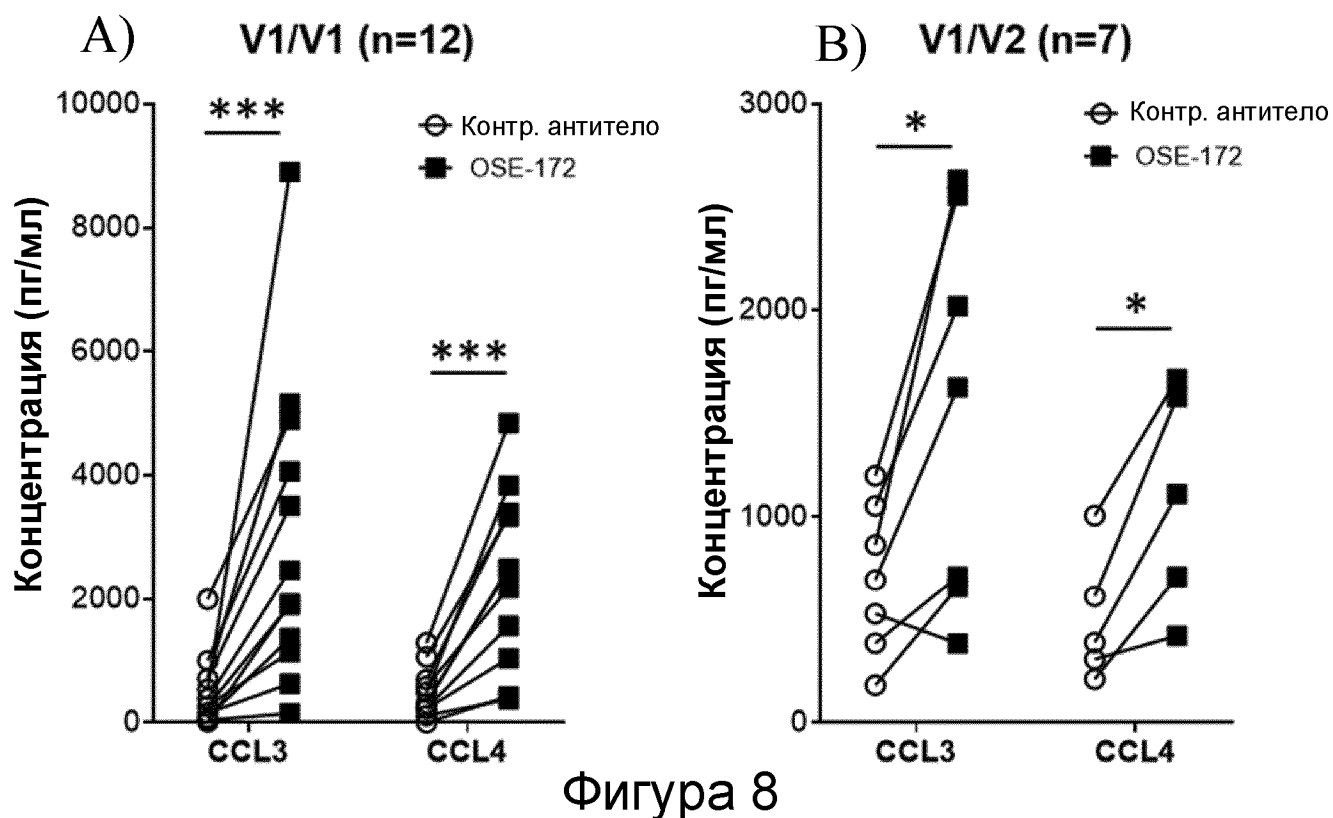 A)
V1/V1 (n=12)
Концентрация (пг/мл)
10000
8000
6000
4000
2000
0
***
***
Контр. антитело
OSE-172
CCL3
CCL4
B)
V1/V2 (n=7)
Концентрация (пг/мл)
3000
2000
1000
0
*
*
Контр. антитело
OSE-172
CCL3
CCL4
Фигура 8